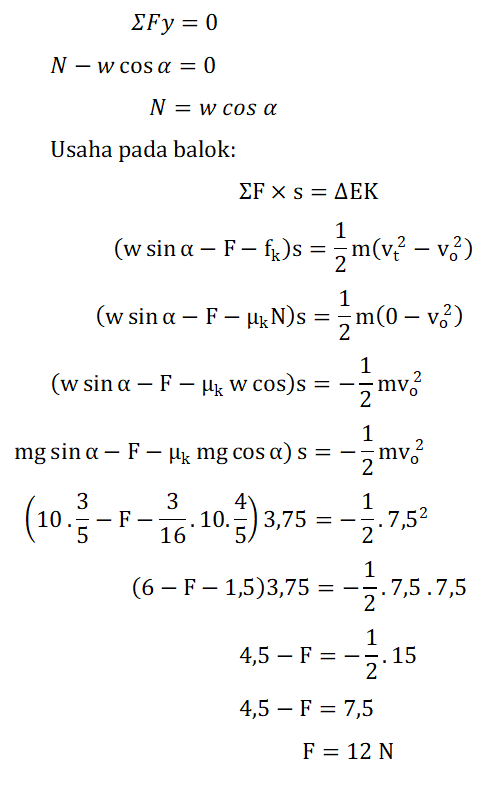 ΣFy = 0
N − w cos α = 0
N = w cos α
Usaha pada balok:
ΣF × s = ΔEK
(w sin α − F − fₖ)s = 1/2 m(vₜ² − vₒ²)
(w sin α − F − μₖN)s = 1/2 m(0 − vₒ²)
(w sin α − F − μₖ w cos)s = −1/2 mvₒ²
mg sin α − F − μₖ mg cos α) s = −1/2 mvₒ²
(10 . 3/5 − F − 3/16 . 10. 4/5) 3,75 = −1/2 . 7,5²
(6 − F − 1,5)3,75 = −1/2 . 7,5 . 7,5
4,5 − F = −1/2 . 15
4,5 − F = 7,5
F = 12 N